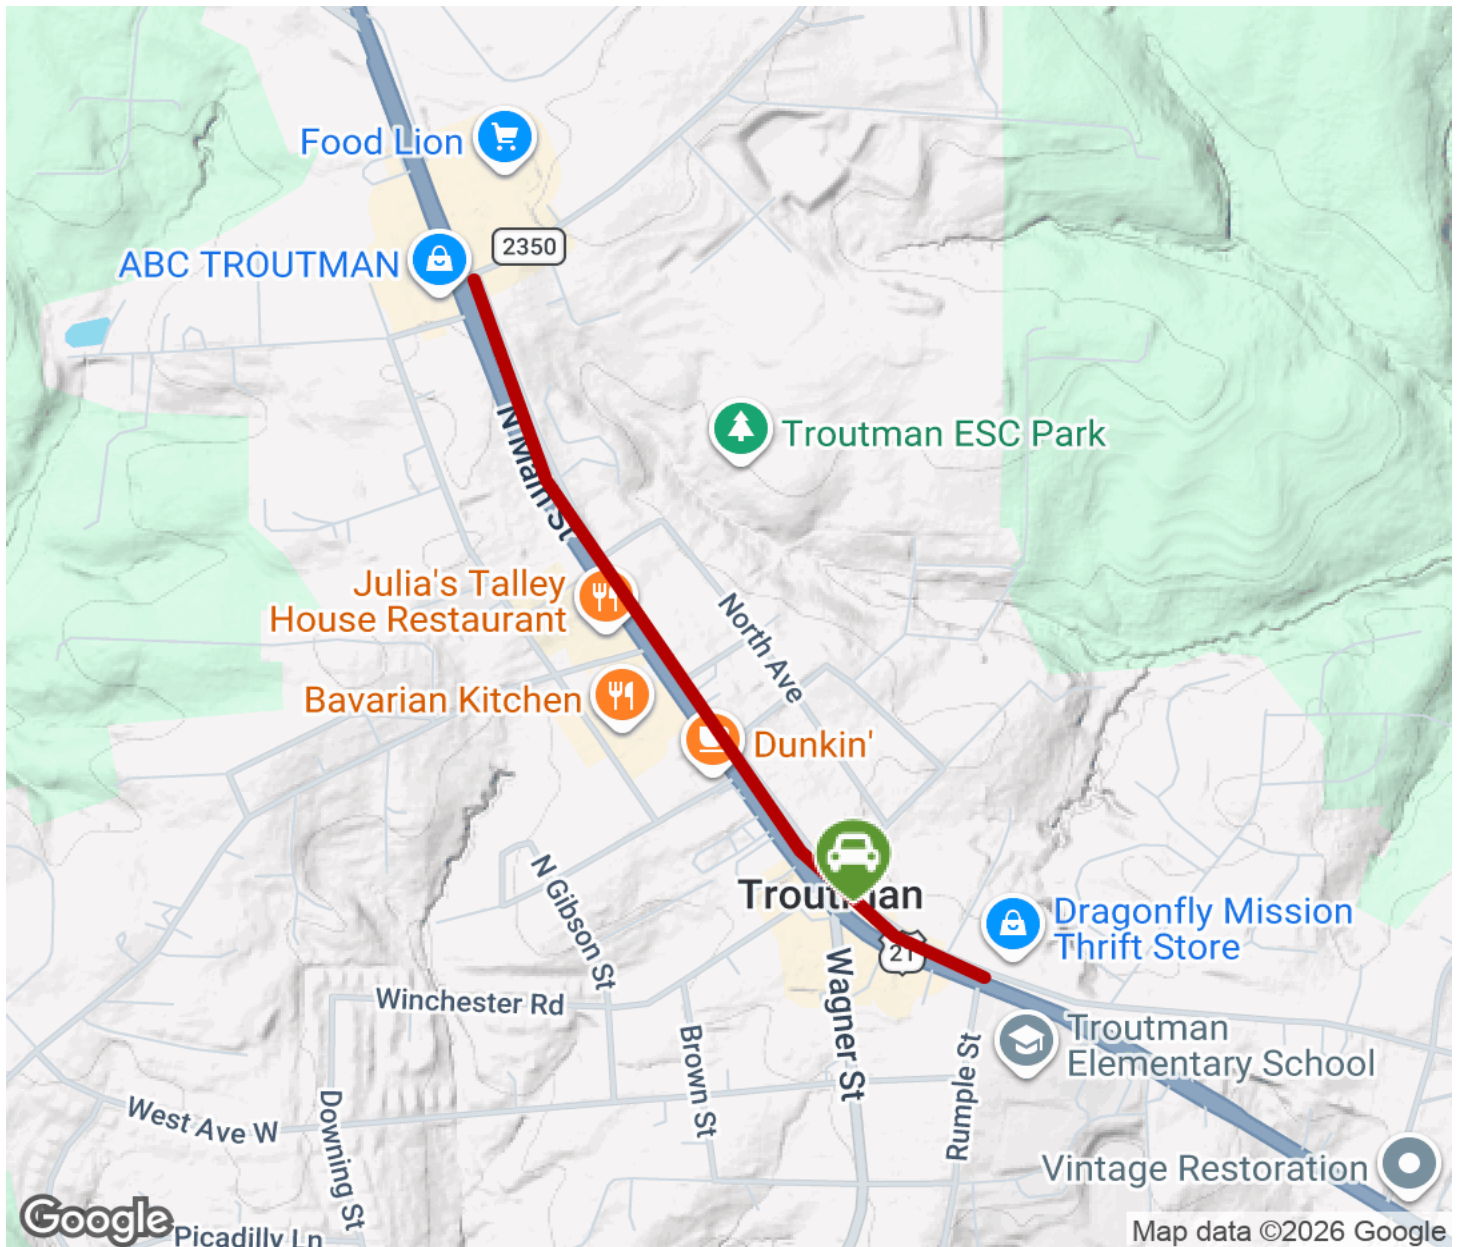 Food Lion
2350
ABC TROUTMAN
N Main St
Troutman ESC Park
Julia's Talley
House Restaurant
North Ave
Bavarian Kitchen
Dunkin'
N Gibson St
Troutman
Dragonfly Mission
Thrift Store
21
Wagner St
Winchester Rd
Brown St
Rumple St
Troutman
Elementary School
West Ave W
Downing St
Vintage Restoration
Google
Picadilly Ln
Map data ©2026 Google